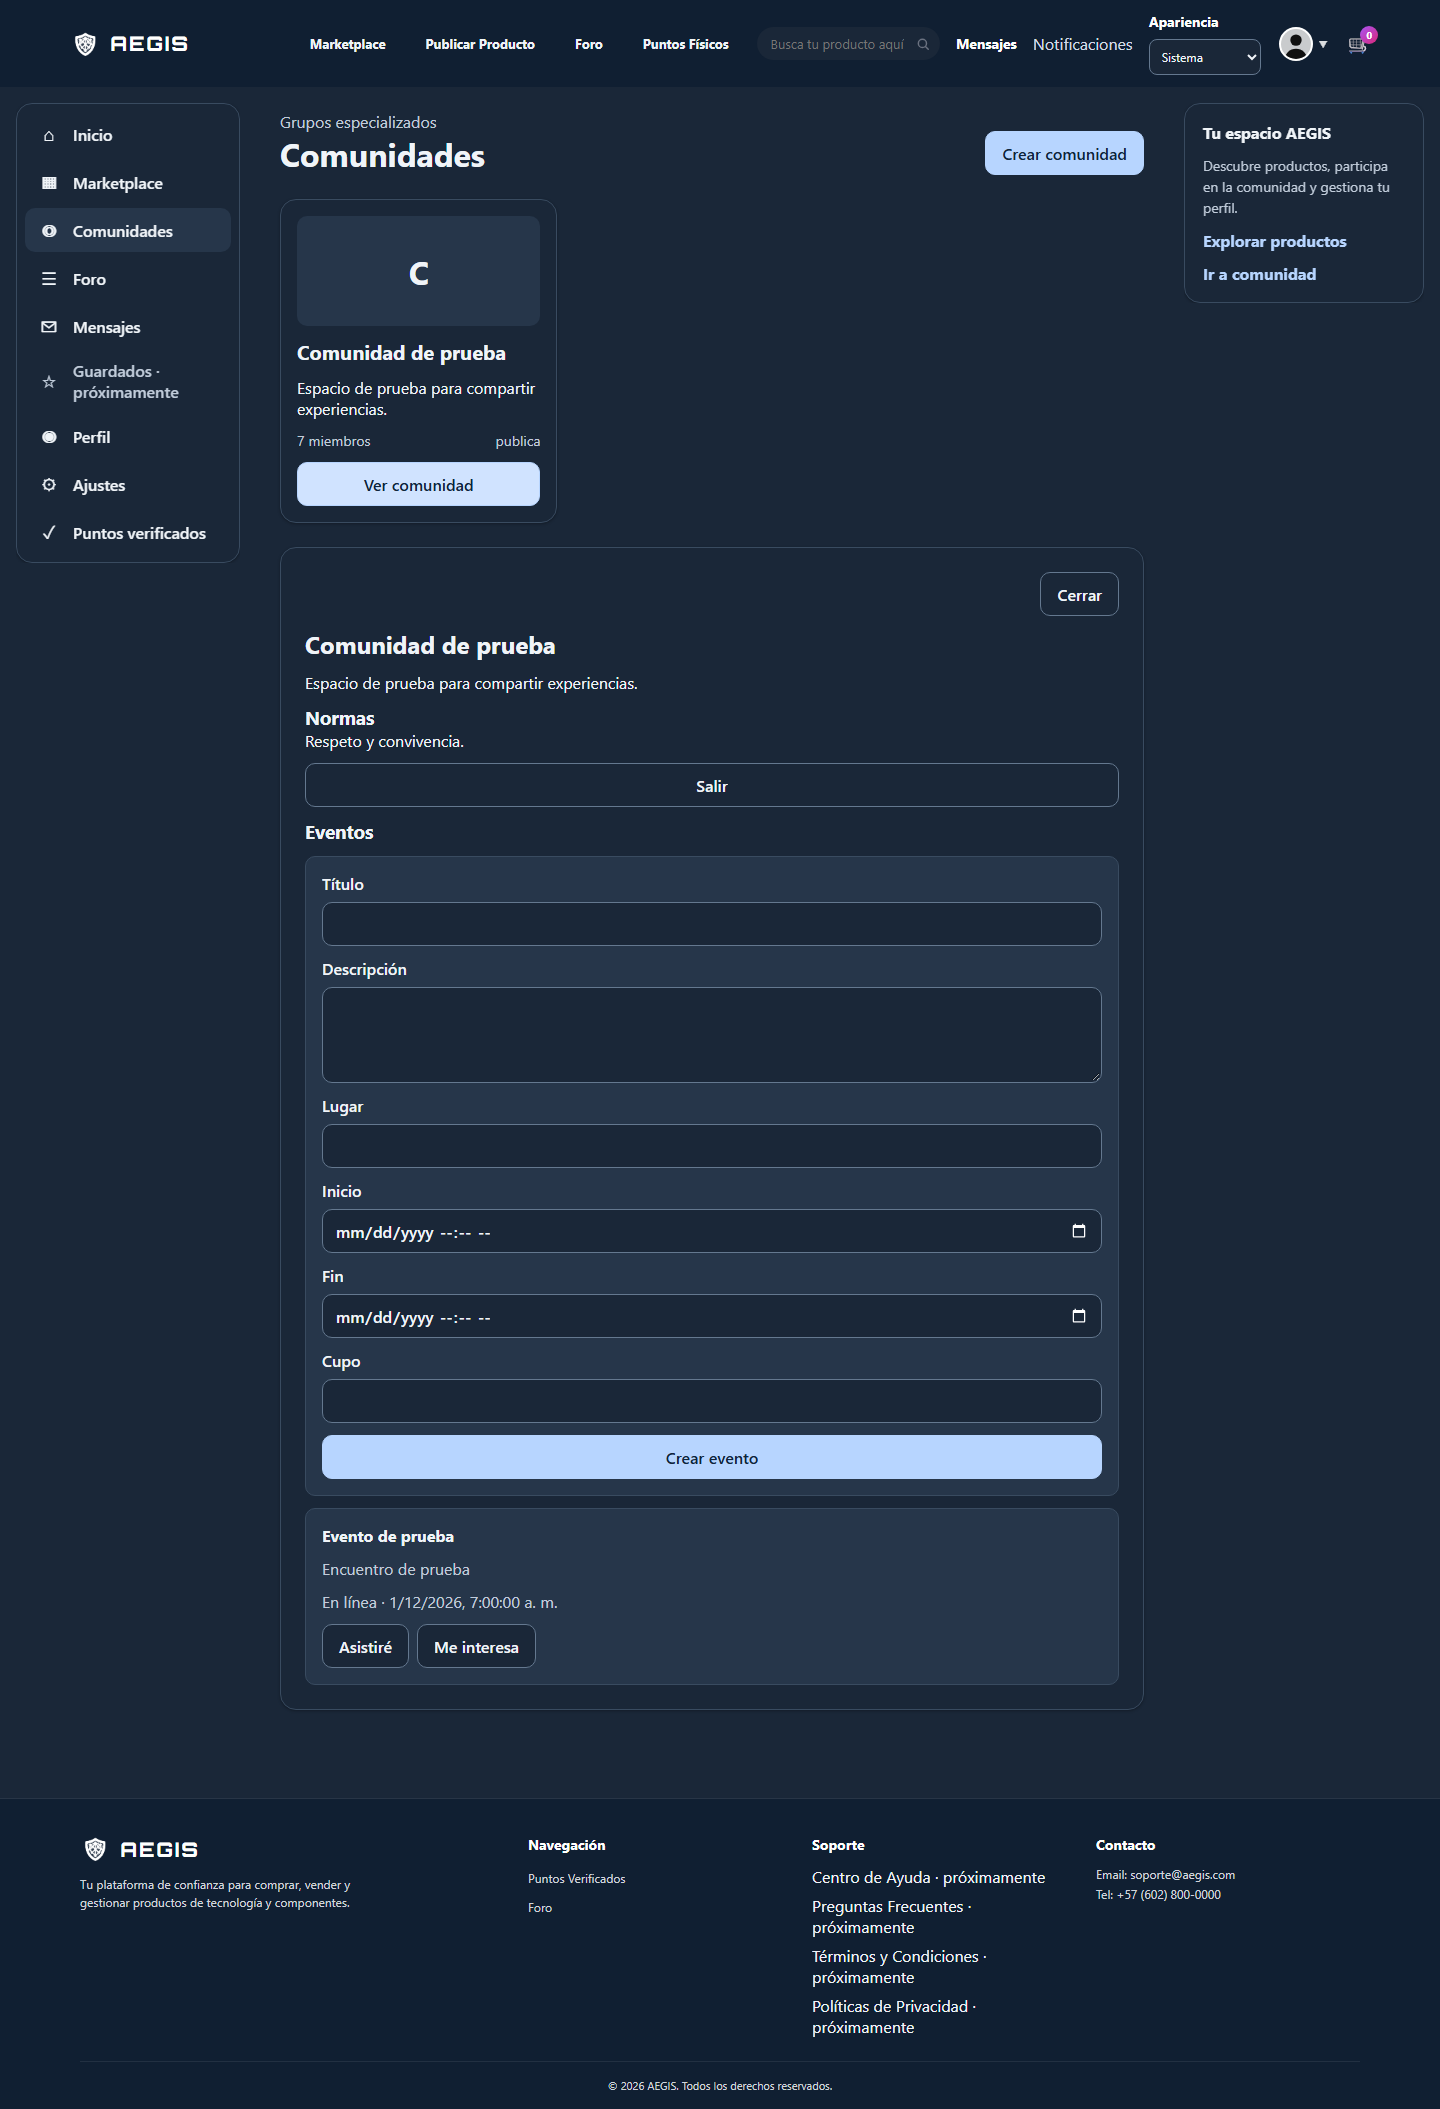 AEGIS
Marketplace
Publicar Producto
Foro
Puntos Físicos
Busca tu producto aquí
Mensajes
Notificaciones
Apariencia
Sistema
0
Inicio
Marketplace
Comunidades
Foro
Mensajes
Guardados ·
próximamente
Perfil
Ajustes
Puntos verificados
Grupos especializados
Comunidades
Crear comunidad
C
Comunidad de prueba
Espacio de prueba para compartir
experiencias.
7 miembros
publica
Ver comunidad
Tu espacio AEGIS
Descubre productos, participa
en la comunidad y gestiona tu
perfil.
Explorar productos
Ir a comunidad
Cerrar
Comunidad de prueba
Espacio de prueba para compartir experiencias.
Normas
Respeto y convivencia.
Salir
Eventos
Título
Descripción
Lugar
Inicio
mm/dd/yyyy --:-- --
Fin
mm/dd/yyyy --:-- --
Cupo
Crear evento
Evento de prueba
Encuentro de prueba
En línea · 1/12/2026, 7:00:00 a. m.
Asistiré
Me interesa
AEGIS
Tu plataforma de confianza para comprar, vender y
gestionar productos de tecnología y componentes.
Navegación
Puntos Verificados
Foro
Soporte
Centro de Ayuda · próximamente
Preguntas Frecuentes ·
próximamente
Términos y Condiciones ·
próximamente
Políticas de Privacidad ·
próximamente
Contacto
Email: soporte@aegis.com
Tel: +57 (602) 800-0000
© 2026 AEGIS. Todos los derechos reservados.